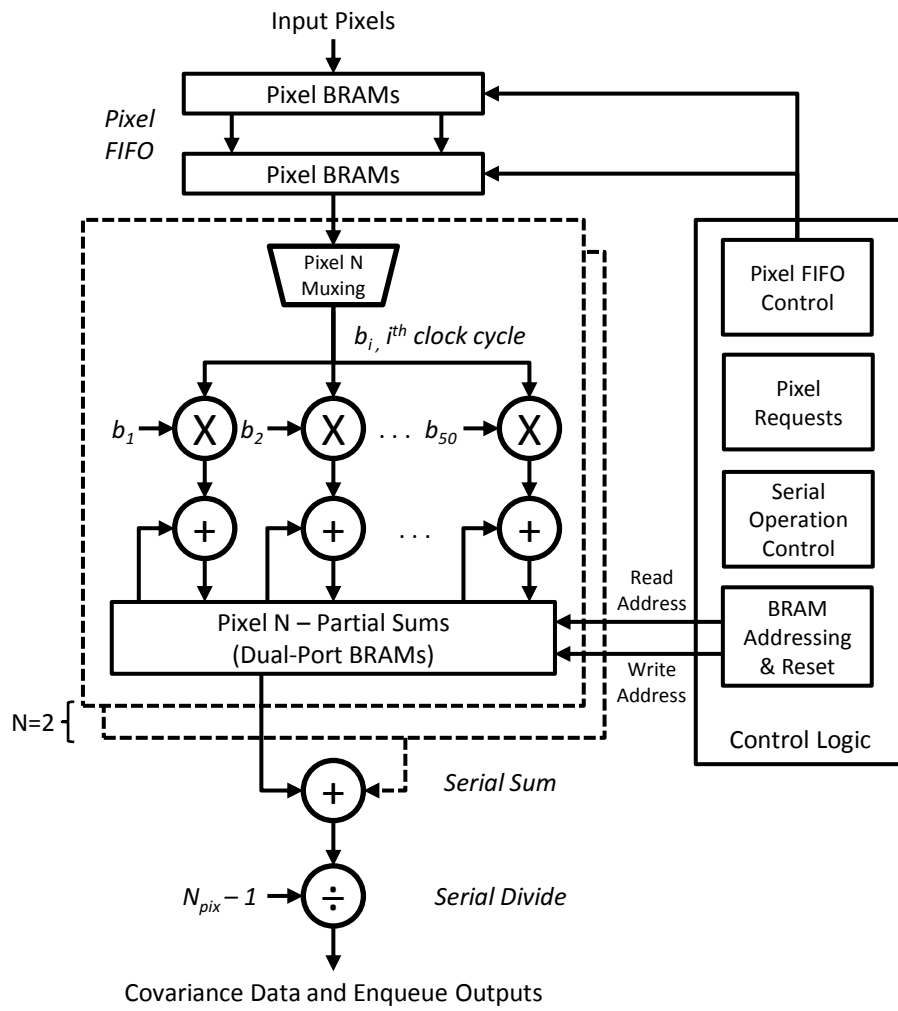 Input Pixels
Pixel BRAMs
Pixel
FIFO
Pixel BRAMs
Pixel N
Muxing
b_i, i^th clock cycle
b_1
X
b_2
X
. . .
b_50
X
+
+
. . .
+
Pixel N – Partial Sums
(Dual-Port BRAMs)
N=2
+
Serial Sum
N_pix – 1
÷
Serial Divide
Covariance Data and Enqueue Outputs
Pixel FIFO
Control
Pixel
Requests
Serial
Operation
Control
Read
Address
BRAM
Addressing
& Reset
Write
Address
Control Logic